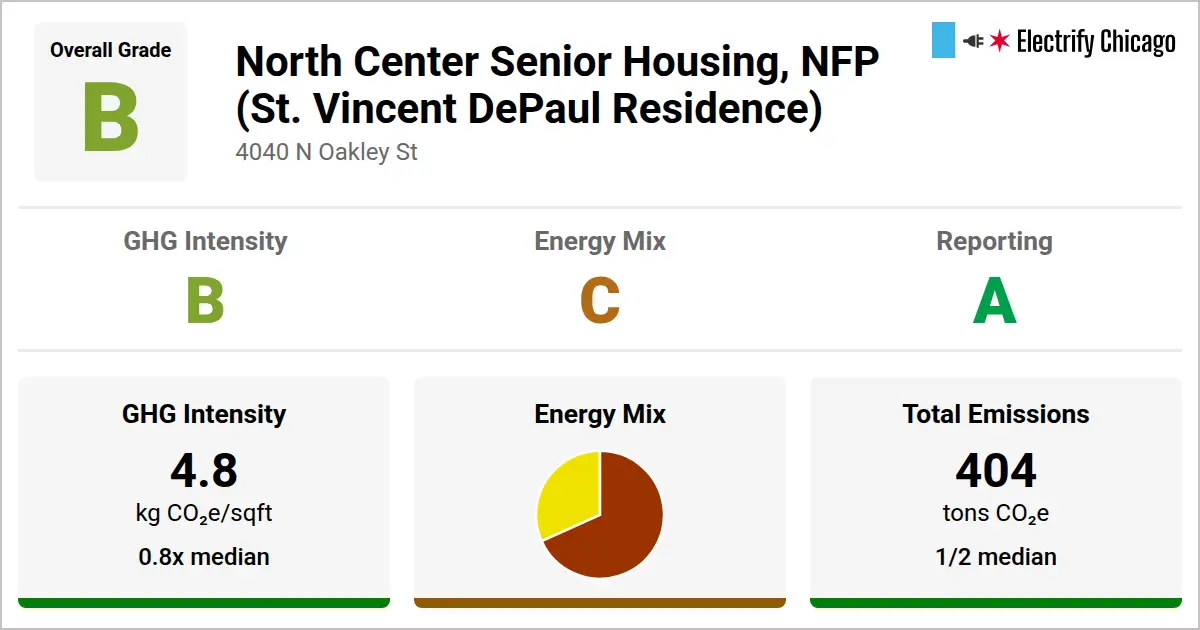 Overall Grade
B
North Center Senior Housing, NFP
(St. Vincent DePaul Residence)
4040 N Oakley St
Electrify Chicago
GHG Intensity
B
Energy Mix
C
Reporting
A
GHG Intensity
4.8
kg CO₂e/sqft
0.8x median
Energy Mix
Total Emissions
404
tons CO₂e
1/2 median